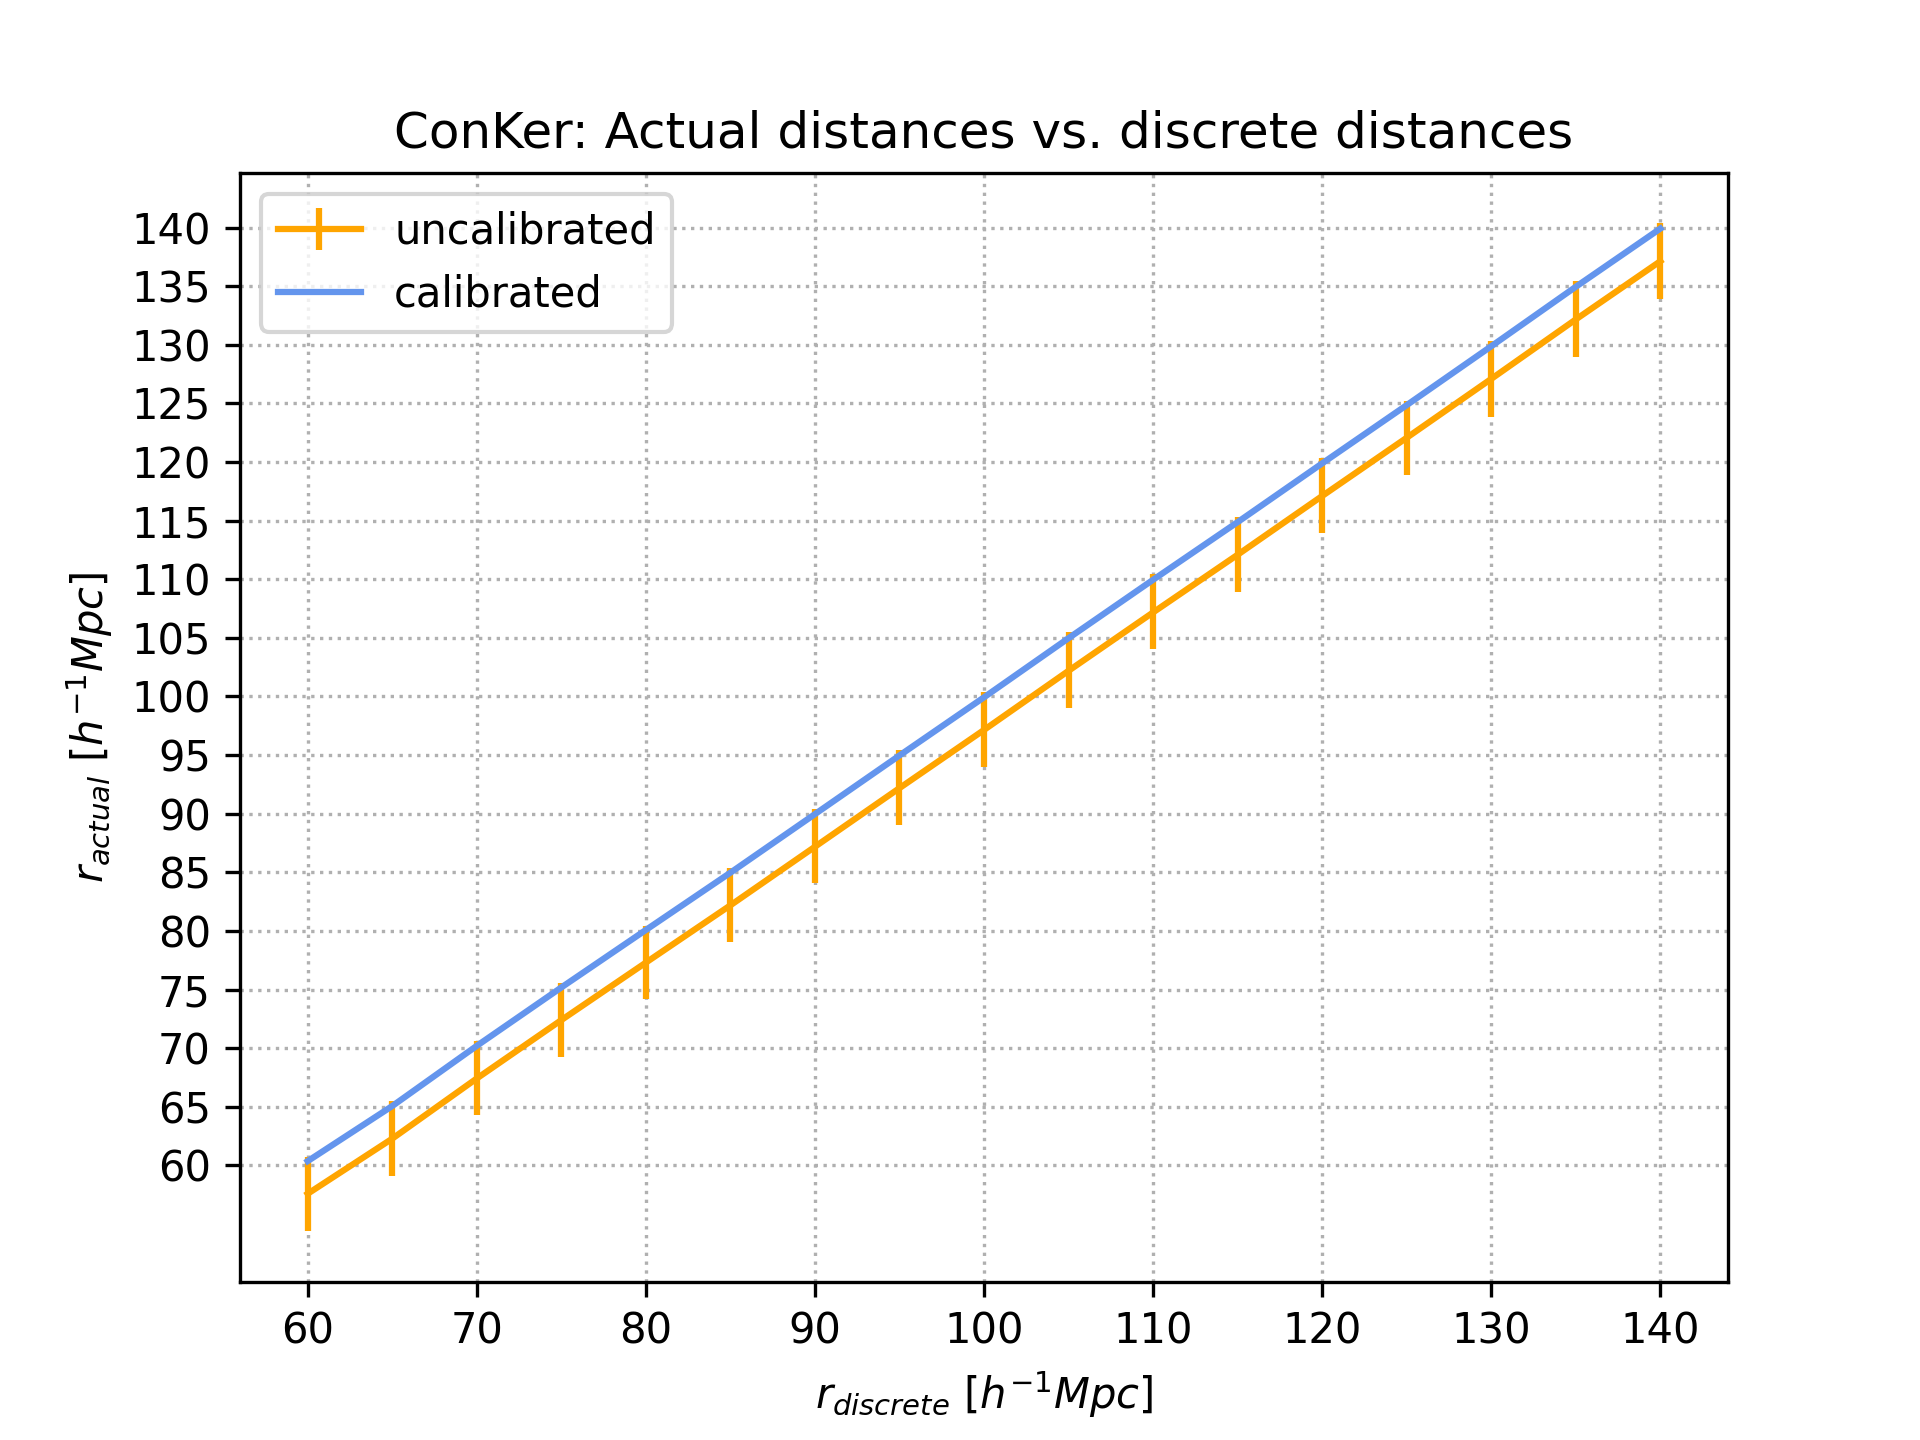 ConKer: Actual distances vs. discrete distances
uncalibrated
calibrated
140
135
130
125
120
115
110
105
100
95
90
85
80
75
70
65
60
r_actual [h⁻¹Mpc]
60 70 80 90 100 110 120 130 140
r_discrete [h⁻¹Mpc]